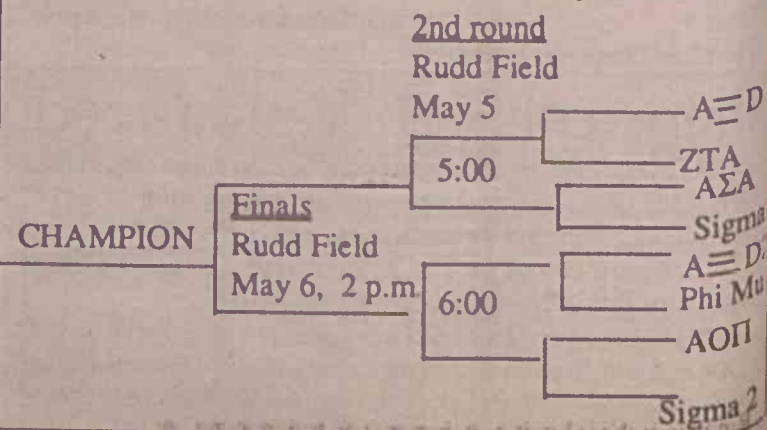 2nd round
Rudd Field
May 5
AΞD
5:00
ZTA
AΣA
Sigma
Finals
Rudd Field
May 6, 2 p.m.
CHAMPION
AΞD
Phi Mu
6:00
AOΠ
Sigma 2